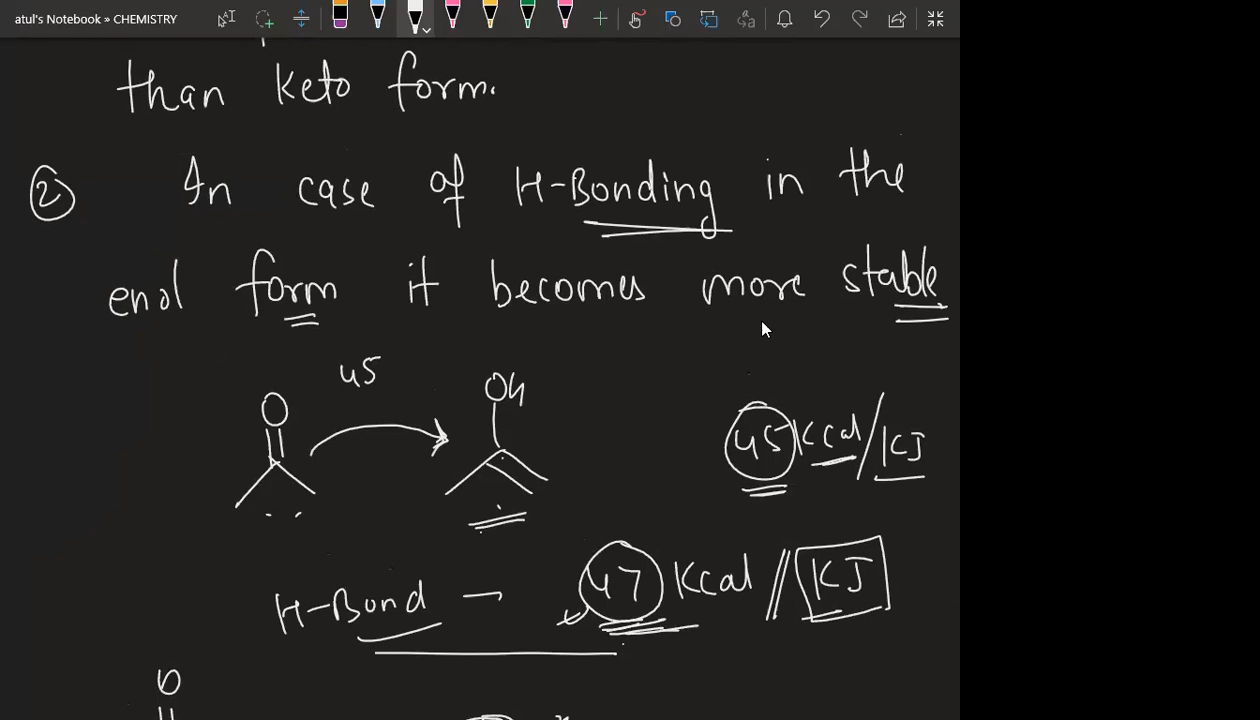 atul's Notebook » CHEMISTRY
than keto form.
② In case of H-Bonding in the
enol form it becomes more stable
45
O OH
45 Kcal/KJ
H-Bond — 47 Kcal // KJ
O